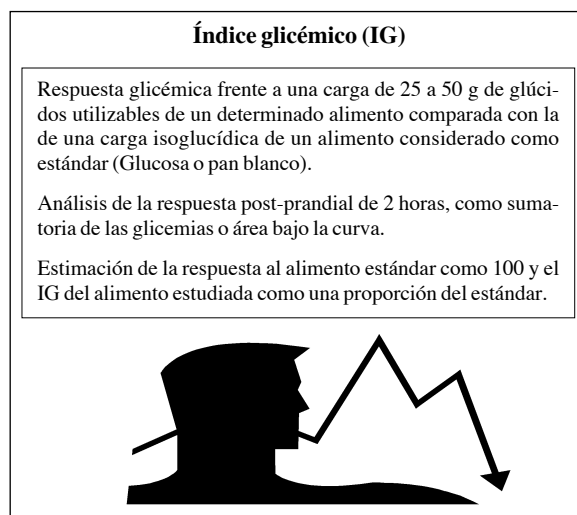 Índice glicémico (IG)
Respuesta glicémica frente a una carga de 25 a 50 g de glúc-
idos utilizables de un determinado alimento comparada con la
de una carga isoglucídica de un alimento considerado como
estándar (Glucosa o pan blanco).
Análisis de la respuesta post-prandial de 2 horas, como suma-
toria de las glicemias o área bajo la curva.
Estimación de la respuesta al alimento estándar como 100 y el
IG del alimento estudiada como una proporción del estándar.